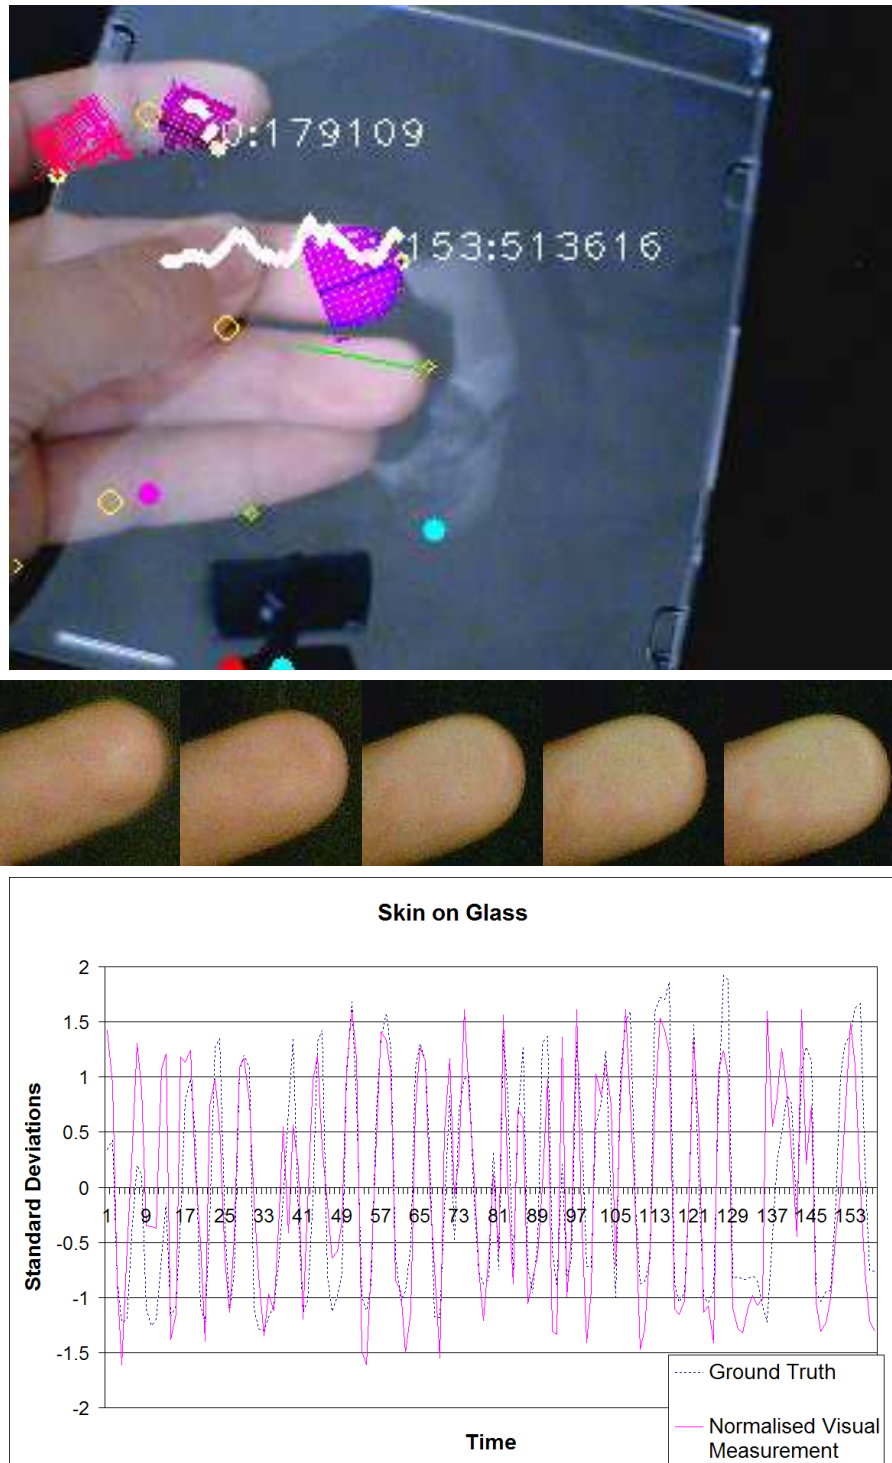 0:179109
153:513616
Skin on Glass
2
1.5
1
0.5
0
-0.5
-1
-1.5
-2
Standard Deviations
1 9 17 25 33 41 49 57 65 73 81 89 97 105 113 121 129 137 145 153
Time
Ground Truth
Normalised Visual
Measurement